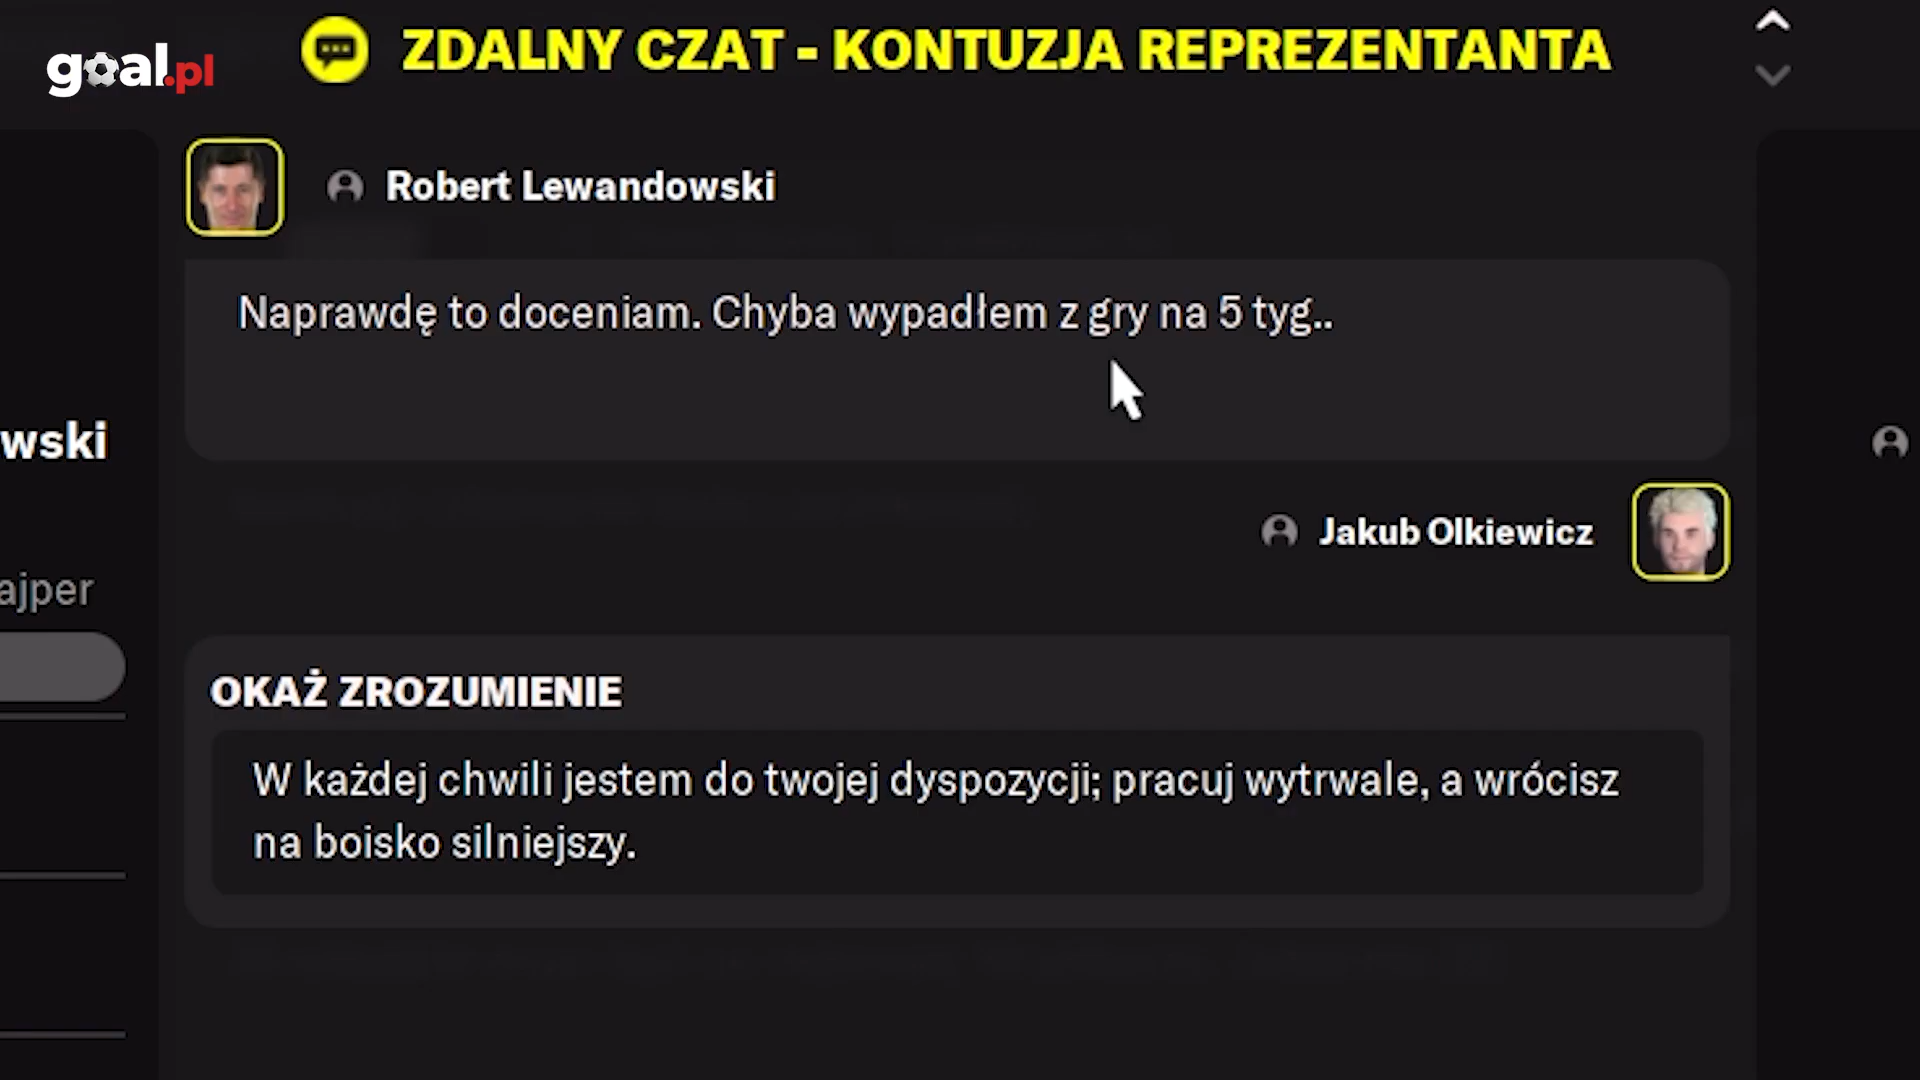 goal.pl
ZDALNY CZAT - KONTUZJA REPREZENTANTA
Robert Lewandowski
Naprawdę to doceniam. Chyba wypadłem z gry na 5 tyg..
wski
Jakub Olkiewicz
ajper
OKAŻ ZROZUMIENIE
W każdej chwili jestem do twojej dyspozycji; pracuj wytrwale, a wrócisz
na boisko silniejszy.